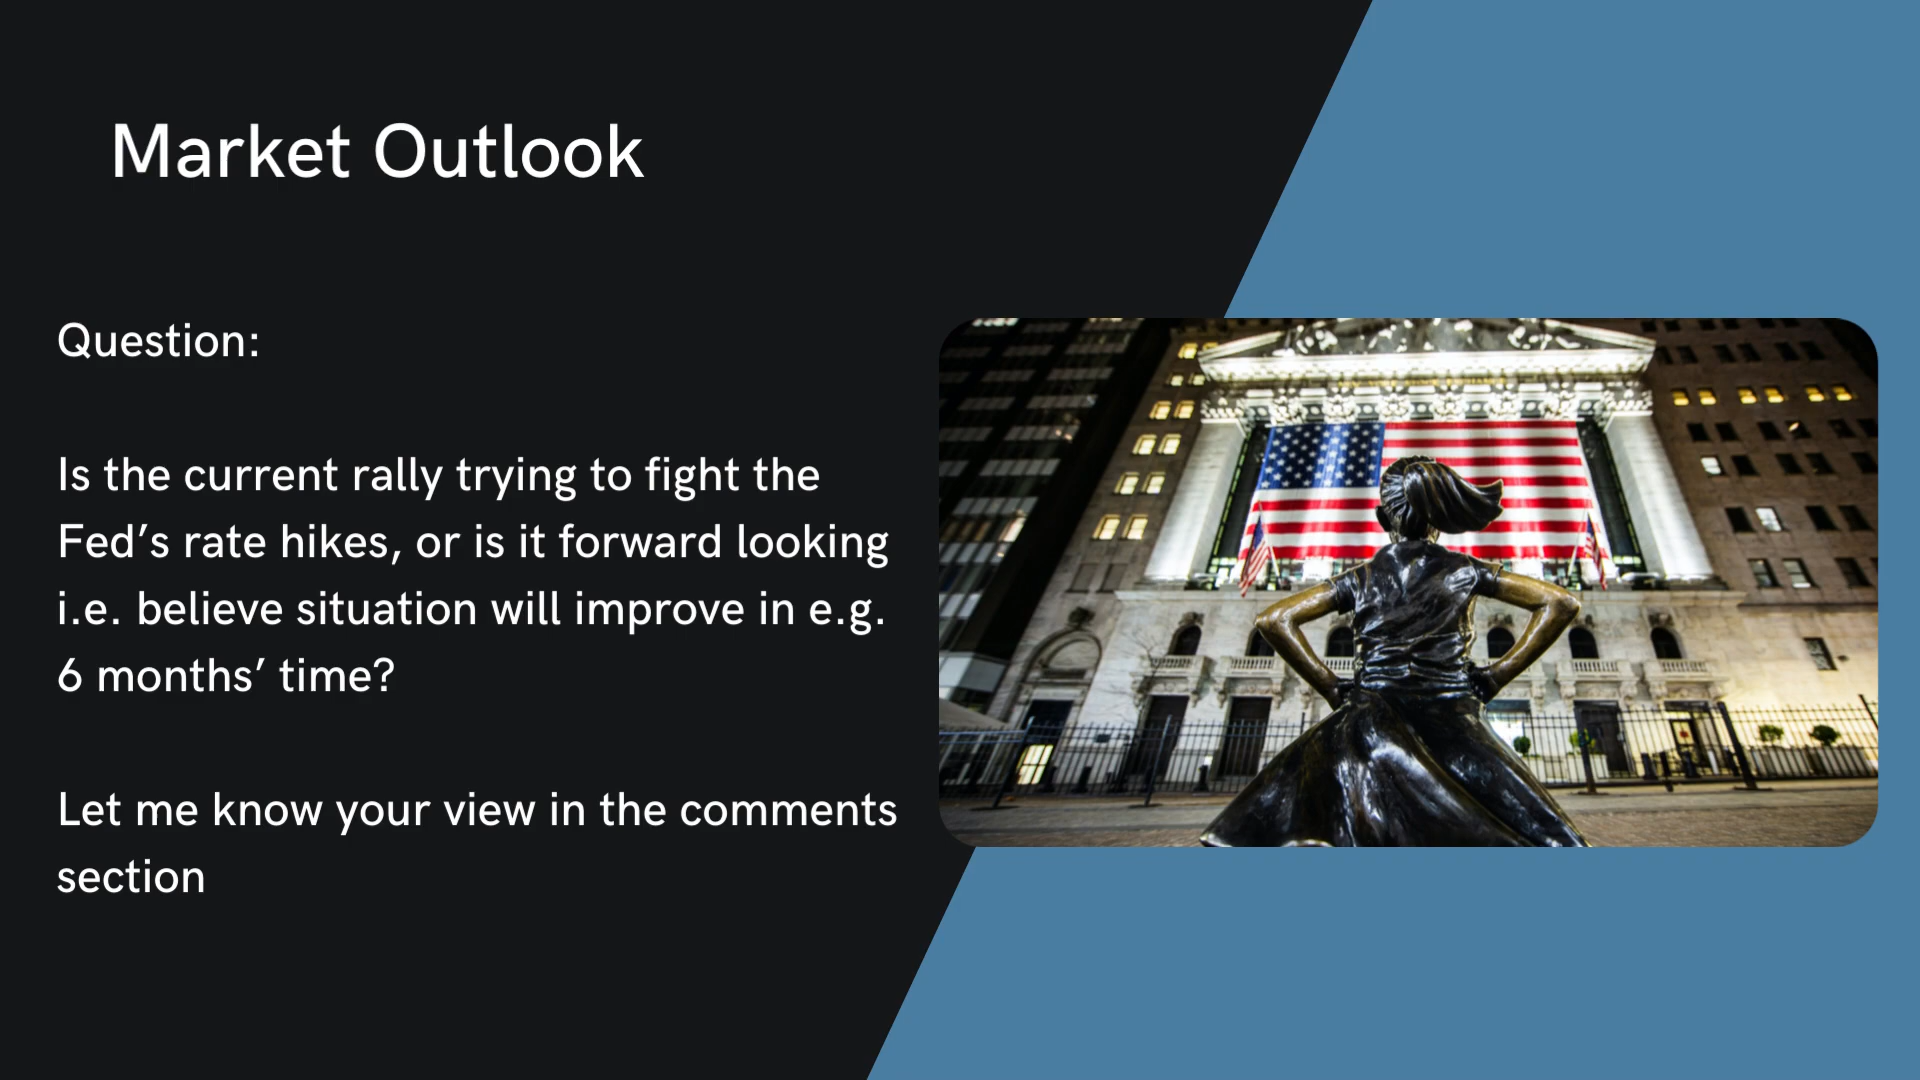 Market Outlook
Question:
Is the current rally trying to fight the
Fed’s rate hikes, or is it forward looking
i.e. believe situation will improve in e.g.
6 months’ time?
Let me know your view in the comments
section